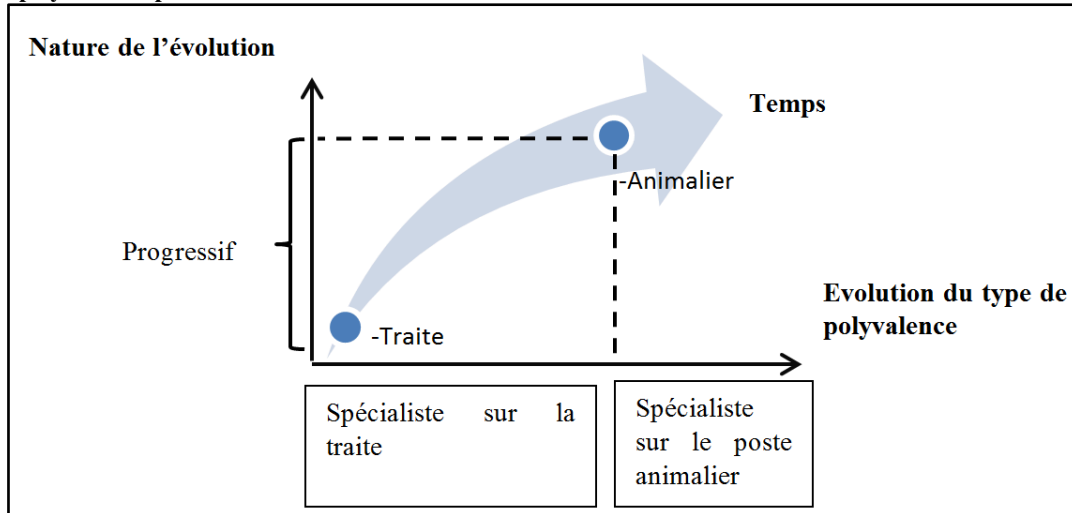 Nature de l’évolution
Temps
-Animalier
Progressif
Evolution du type de
polyvalence
-Traite
Spécialiste sur la
traite
Spécialiste
sur le poste
animalier